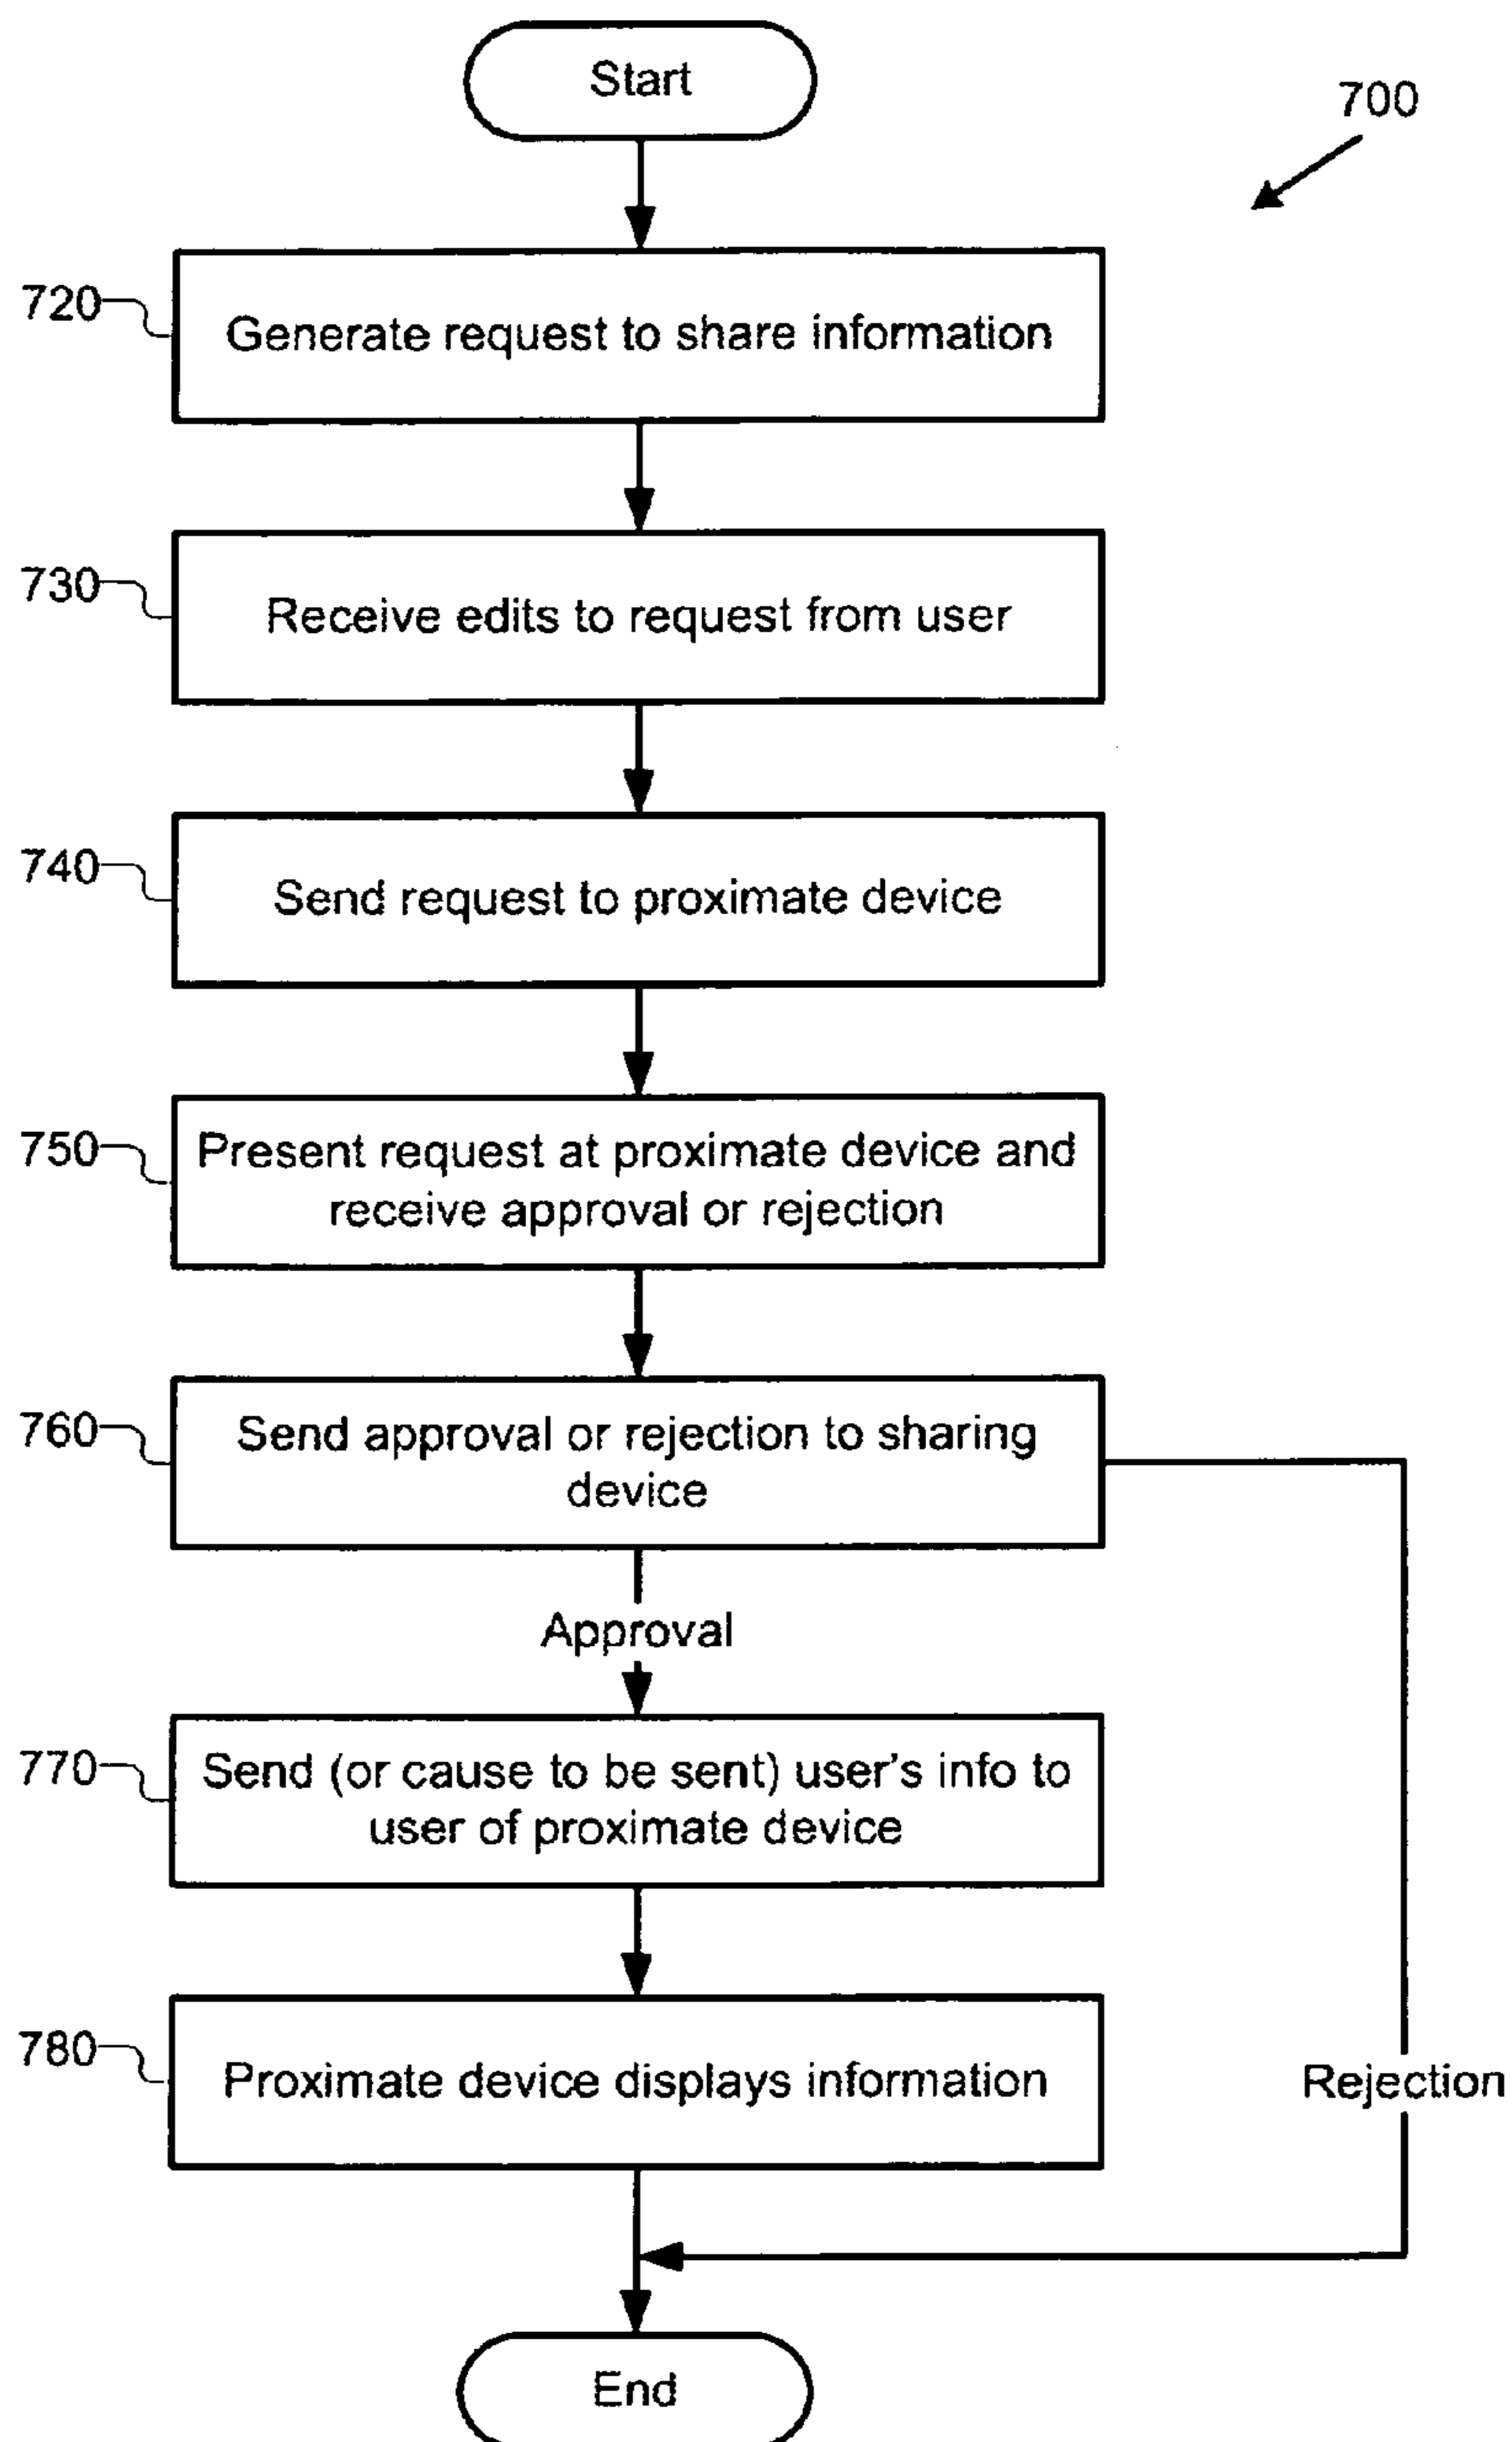 Start
700
720
Generate request to share information
730
Receive edits to request from user
740
Send request to proximate device
750
Present request at proximate device and
receive approval or rejection
760
Send approval or rejection to sharing
device
Approval
770
Send (or cause to be sent) user's info to
user of proximate device
780
Proximate device displays information
Rejection
End